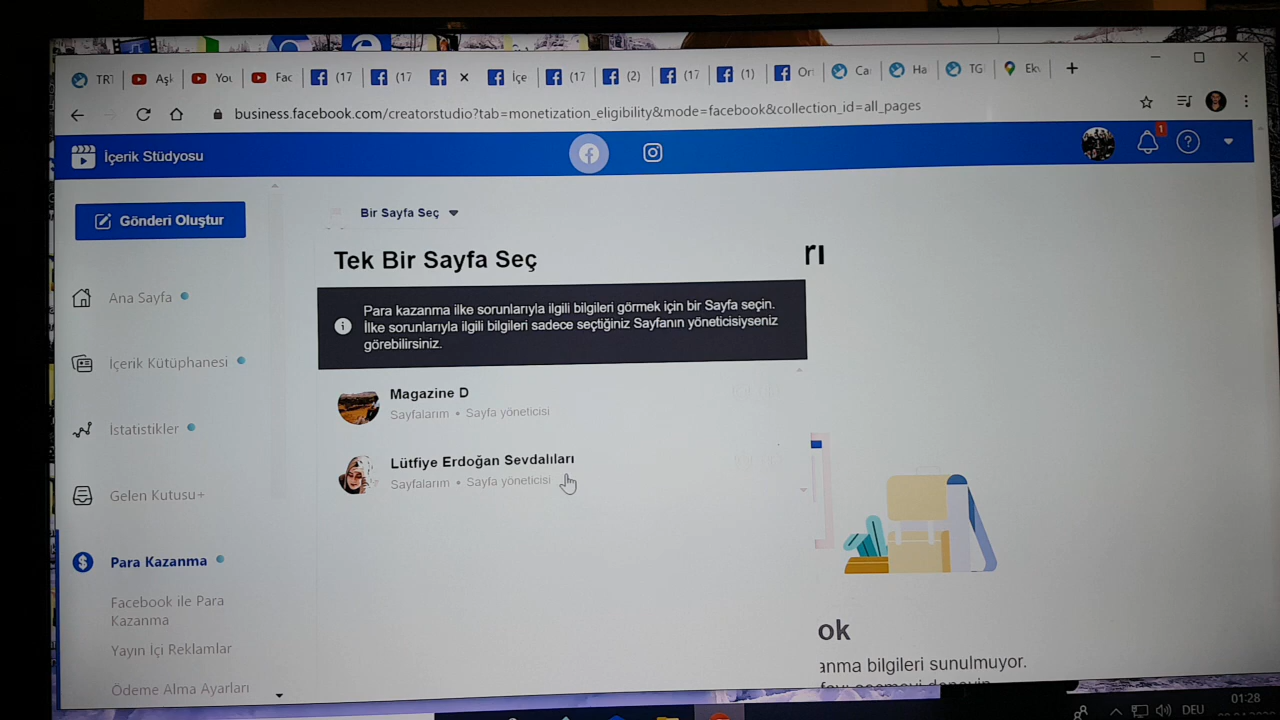 TRT
Aşk
You
Fac
(17
(17
İçe
(17
(2)
(17
(1)
Ca
Ha
TG
business.facebook.com/creatorstudio?tab=monetization_eligibility&mode=facebook&collection_id=all_pages
İçerik Stüdyosu
1
Gönderi Oluştur
Ana Sayfa
İçerik Kütüphanesi
İstatistikler
Gelen Kutusu+
Para Kazanma
Facebook ile Para
Kazanma
Yayın İçi Reklamlar
Ödeme Alma Ayarları
Bir Sayfa Seç
Tek Bir Sayfa Seç
rı
Para kazanma ilke sorunlarıyla ilgili bilgileri görmek için bir Sayfa seçin.
İlke sorunlarıyla ilgili bilgileri sadece seçtiğiniz Sayfanın yöneticisiyseniz
görebilirsiniz.
Magazine D
Sayfalarım • Sayfa yöneticisi
Lütfiye Erdoğan Sevdalıları
Sayfalarım • Sayfa yöneticisi
ok
anma bilgileri sunulmuyor.
DEU
01:28